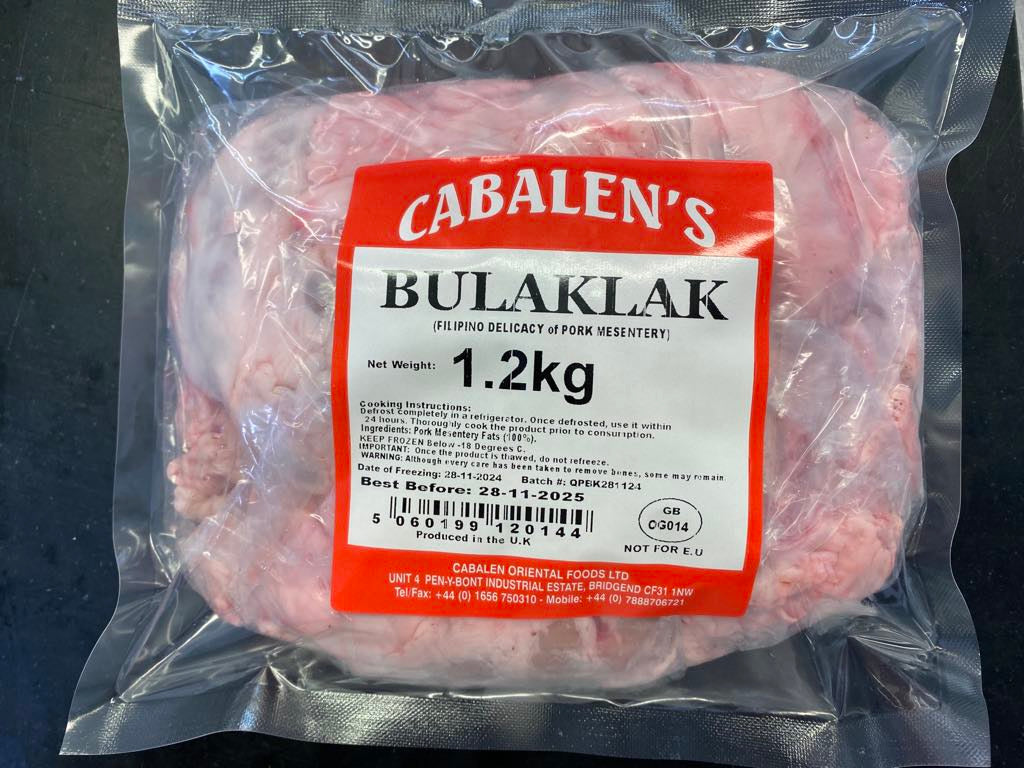 CABALEN'S
BULAKLAK
(FILIPINO DELICACY of PORK MESENTERY)
Net Weight: 1.2kg
Cooking Instructions:
Defrost completely in a refrigerator. Once defrosted, use it within
24 hours. Thoroughly cook the product prior to consumption.
Ingredients: Pork Mesentery Fats (100%).
KEEP FROZEN Below -18 Degrees C.
IMPORTANT: Once the product is thawed, do not refreeze.
WARNING: Although every care has been taken to remove bones, some may remain.
Date of Freezing: 28-11-2024 Batch #: QPBK281124
Best Before: 28-11-2025
5 060199 120144
Produced in the U.K
GB
OG014
NOT FOR E.U
CABALEN ORIENTAL FOODS LTD
UNIT 4 PEN-Y-BONT INDUSTRIAL ESTATE, BRIDGEND CF31 1NW
Tel/Fax: +44 (0) 1656 750310 - Mobile: +44 (0) 7888706721